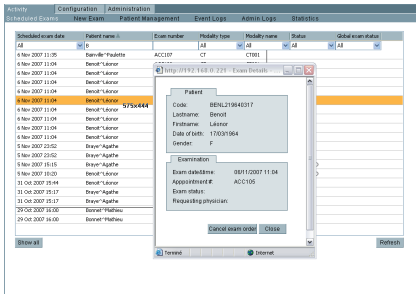 Activity Configuration Administration
Scheduled Exams New Exam Patient Management Event Logs Admin Logs Statistics
Scheduled exam date Patient name Exam number Modality type Modality name Status Global exam status
All B All All All All
6 Nov 2007 11:35 Bainville^Paulette ACC107 CT CT001
6 Nov 2007 11:04 Benoit^Léonor
6 Nov 2007 11:04 Benoit^Léonor
6 Nov 2007 11:04 Benoit^Léonor
6 Nov 2007 11:04 Benoit^Léonor
575x444
6 Nov 2007 11:04 Benoit^Léonor
6 Nov 2007 11:04 Benoit^Léonor
6 Nov 2007 11:04 Benoit^Léonor
6 Nov 2007 11:04 Benoit^Léonor
5 Nov 2007 23:52 Braye^Agathe
5 Nov 2007 23:52 Braye^Agathe
5 Nov 2007 15:15 Braye^Agathe
5 Nov 2007 10:20 Benoit^Léonor
31 Oct 2007 15:44 Benoit^Léonor
31 Oct 2007 15:17 Braye^Agathe
31 Oct 2007 15:17 Braye^Agathe
29 Oct 2007 16:00 Bonnet^Mathieu
29 Oct 2007 16:00 Bonnet^Mathieu
Show all Refresh
http://192.168.0.220 - Exam Details -
Patient
Code: BENL219640317
Lastname: Benoit
Firstname: Léonor
Date of birth: 17/03/1964
Gender: F
Examination
Exam date&time: 06/11/2007 11:04
Apppointment#: ACC105
Exam status:
Requesting physician:
Cancel exam order Close
Terminé Internet